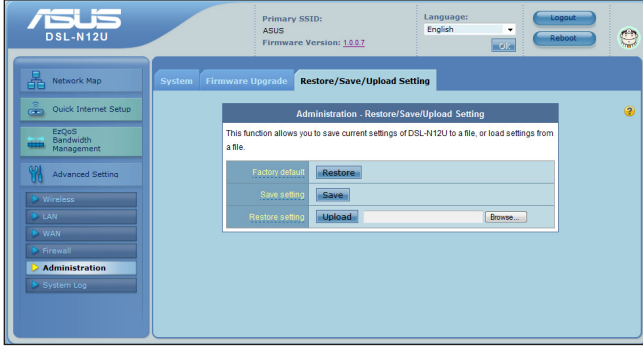 ASUS
DSL-N12U
Primary SSID:
ASUS
Firmware Version: 1.0.0.7
Language:
English
OK
Logout
Reboot
Network Map
Quick Internet Setup
EzQoS
Bandwidth
Management
Advanced Setting
Wireless
LAN
WAN
Firewall
Administration
System Log
System
Firmware Upgrade
Restore/Save/Upload Setting
Administration - Restore/Save/Upload Setting
This function allows you to save current settings of DSL-N12U to a file, or load settings from
a file.
Factory default
Restore
Save setting
Save
Restore setting
Upload
Browse...
?